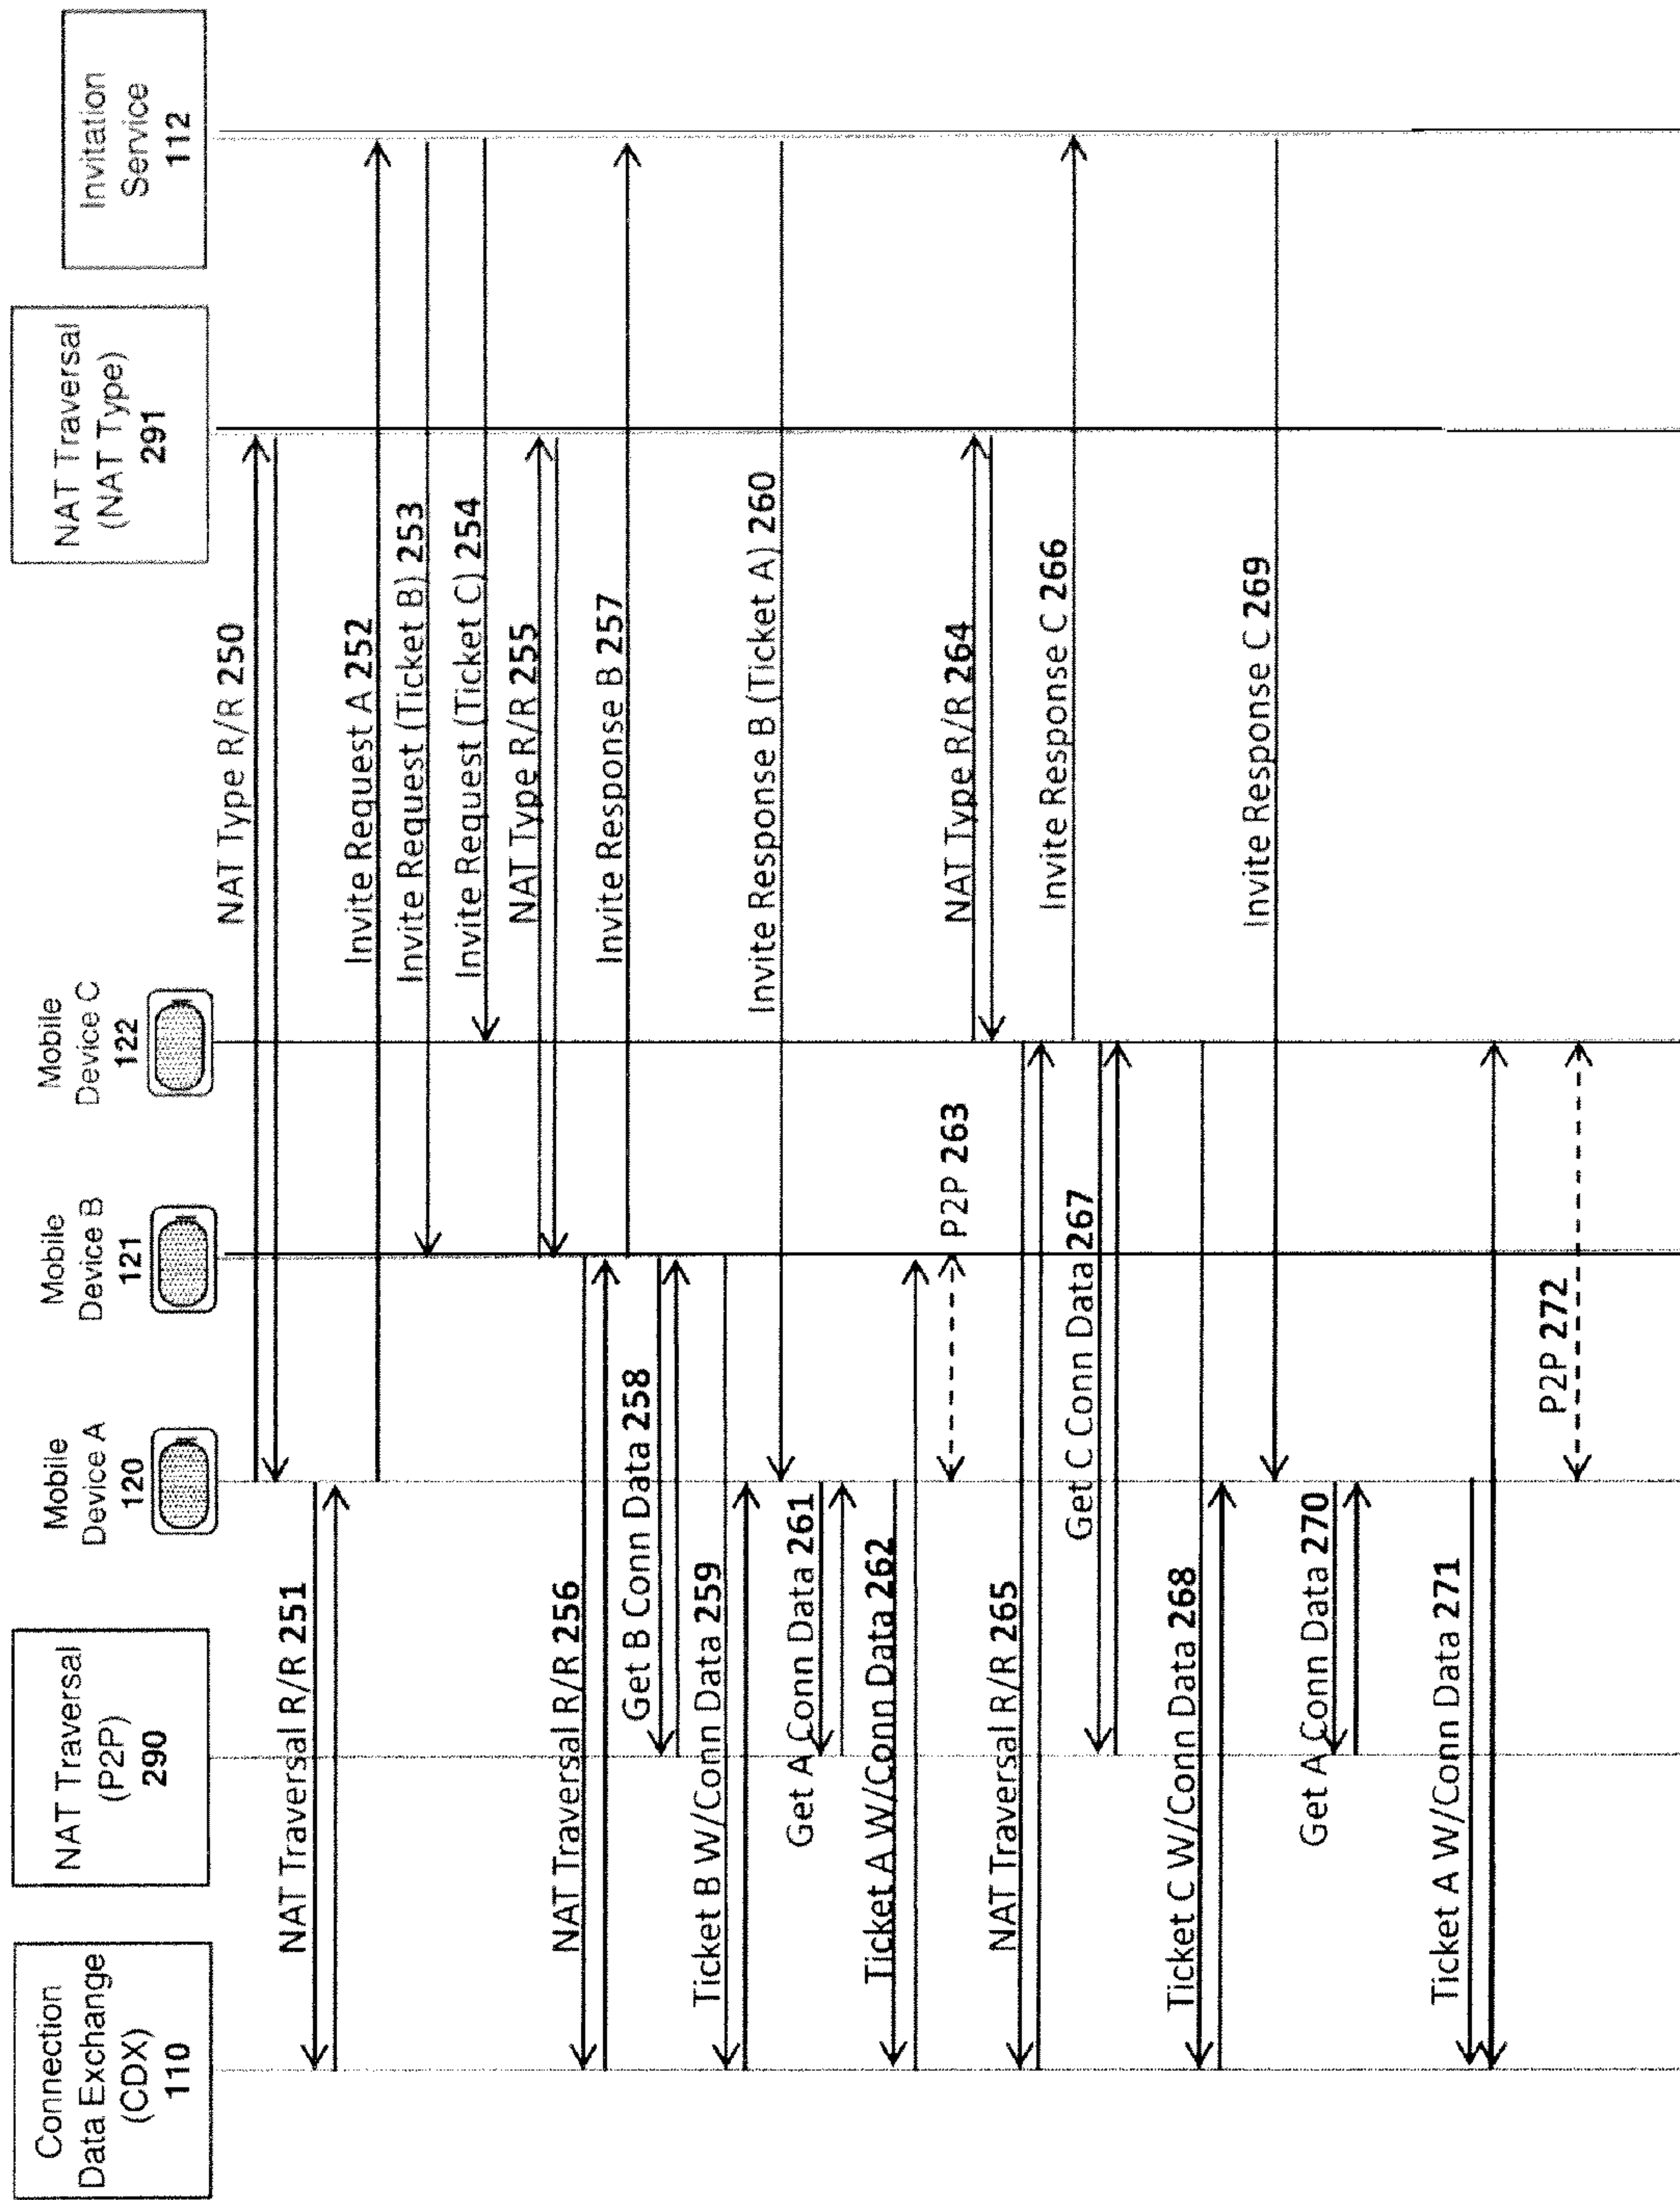 Connection
Data Exchange
(CDX)
110
NAT Traversal
(P2P)
290
Mobile
Device A
120
Mobile
Device B
121
Mobile
Device C
122
NAT Traversal
(NAT Type)
291
Invitation
Service
112
NAT Type R/R 250
NAT Traversal R/R 251
Invite Request A 252
Invite Request (Ticket B) 253
Invite Request (Ticket C) 254
NAT Type R/R 255
NAT Traversal R/R 256
Invite Response B 257
Get B Conn Data 258
Ticket B W/Conn Data 259
Invite Response B (Ticket A) 260
Get A Conn Data 261
Ticket A W/Conn Data 262
P2P 263
NAT Type R/R 264
NAT Traversal R/R 265
Invite Response C 266
Get C Conn Data 267
Ticket C W/Conn Data 268
Invite Response C 269
Get A Conn Data 270
Ticket A W/Conn Data 271
P2P 272